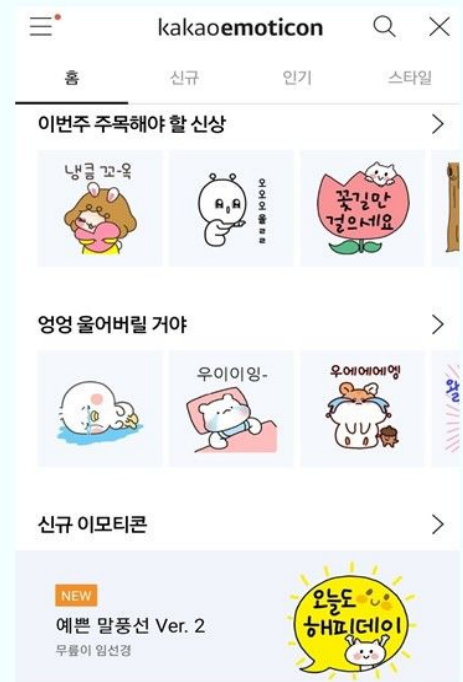 kakaoemoticon
홈 신규 인기 스타일
이번주 주목해야 할 신상
냉큼 꼬-옥
오오오올ㄹㄹ
꽃길만
걸으세요
엉엉 울어버릴 거야
우이이잉-
우에에에엥
신규 이모티콘
NEW
예쁜 말풍선 Ver. 2
무릎이 임선경
오늘도
해피데이